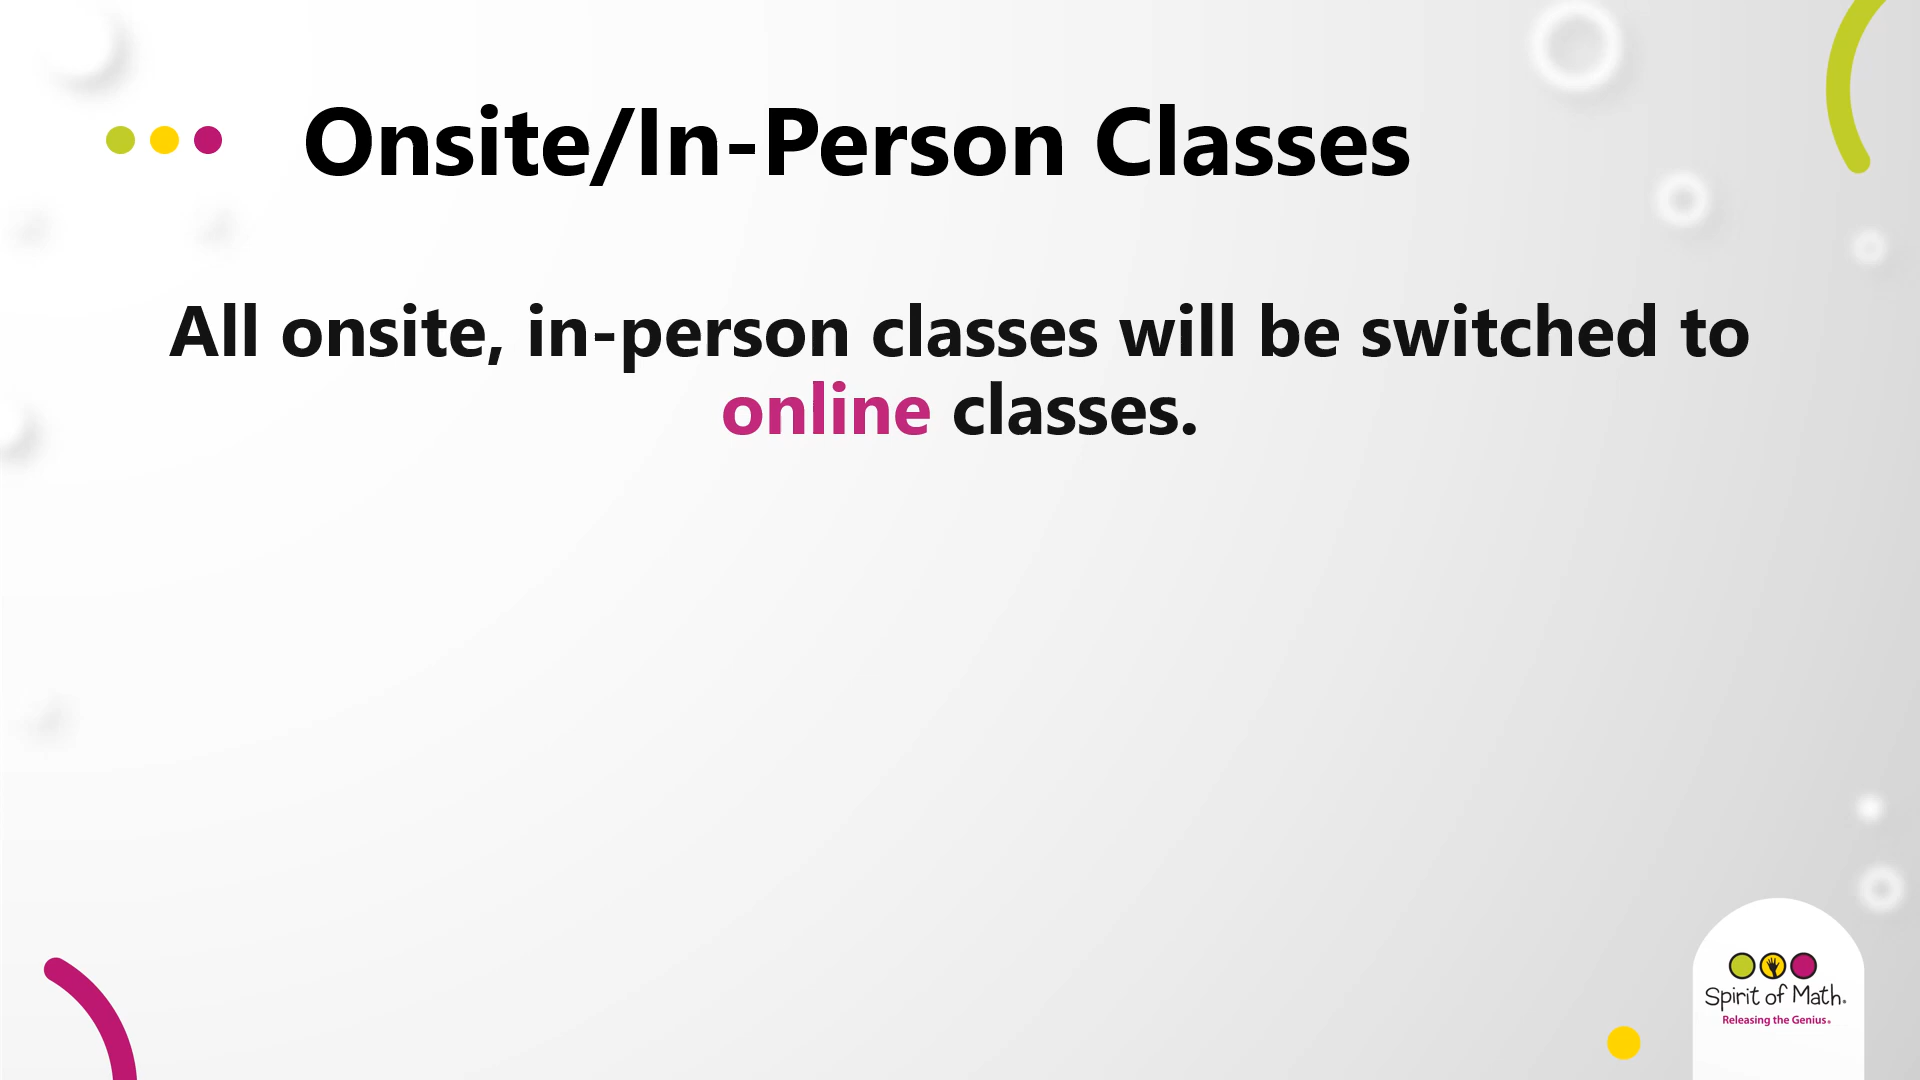 Onsite/In-Person Classes
All onsite, in-person classes will be switched to
online classes.
Spirit of Math®
Releasing the Genius®